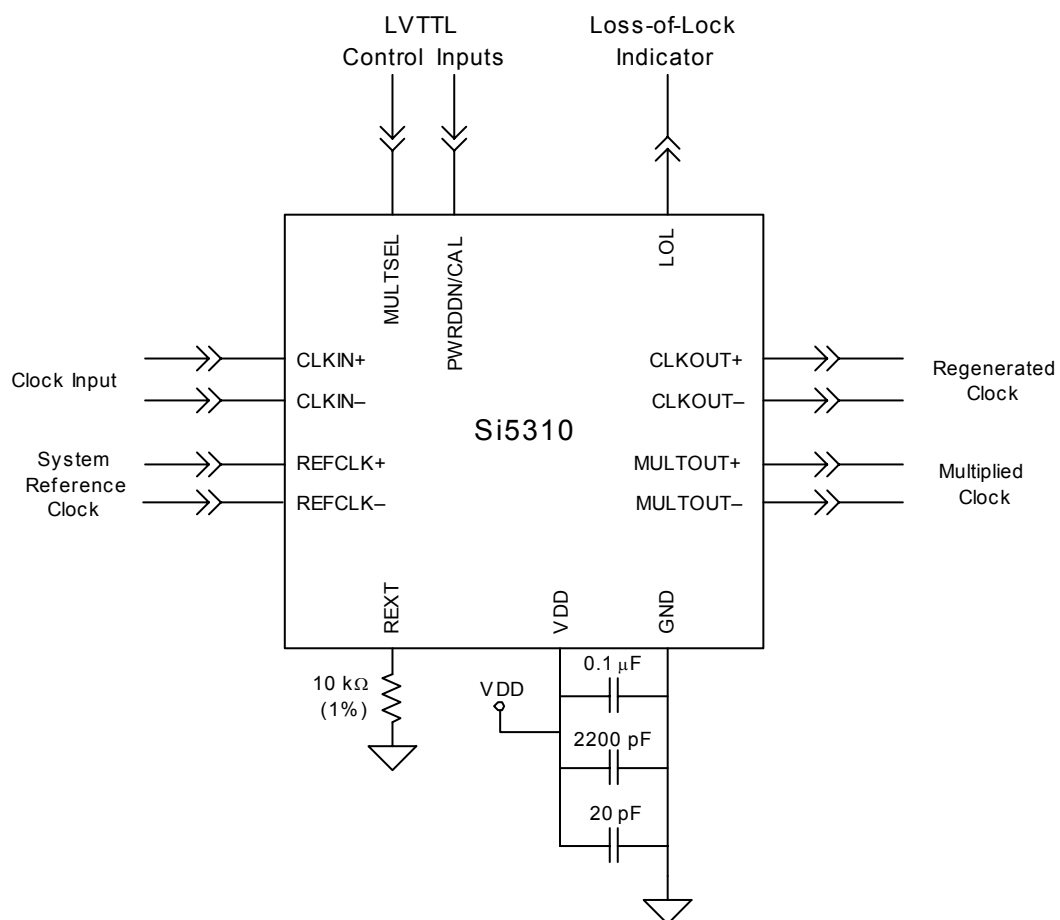 LVTTL
Control Inputs
Loss-of-Lock
Indicator
MULTSEL
PWRDDN/CAL
LOL
Clock Input
CLKIN+
CLKIN–
System
Reference
Clock
REFCLK+
REFCLK–
Si5310
CLKOUT+
CLKOUT–
Regenerated
Clock
MULTOUT+
MULTOUT–
Multiplied
Clock
REXT
VDD
GND
10 kΩ
(1%)
VDD
0.1 μF
2200 pF
20 pF